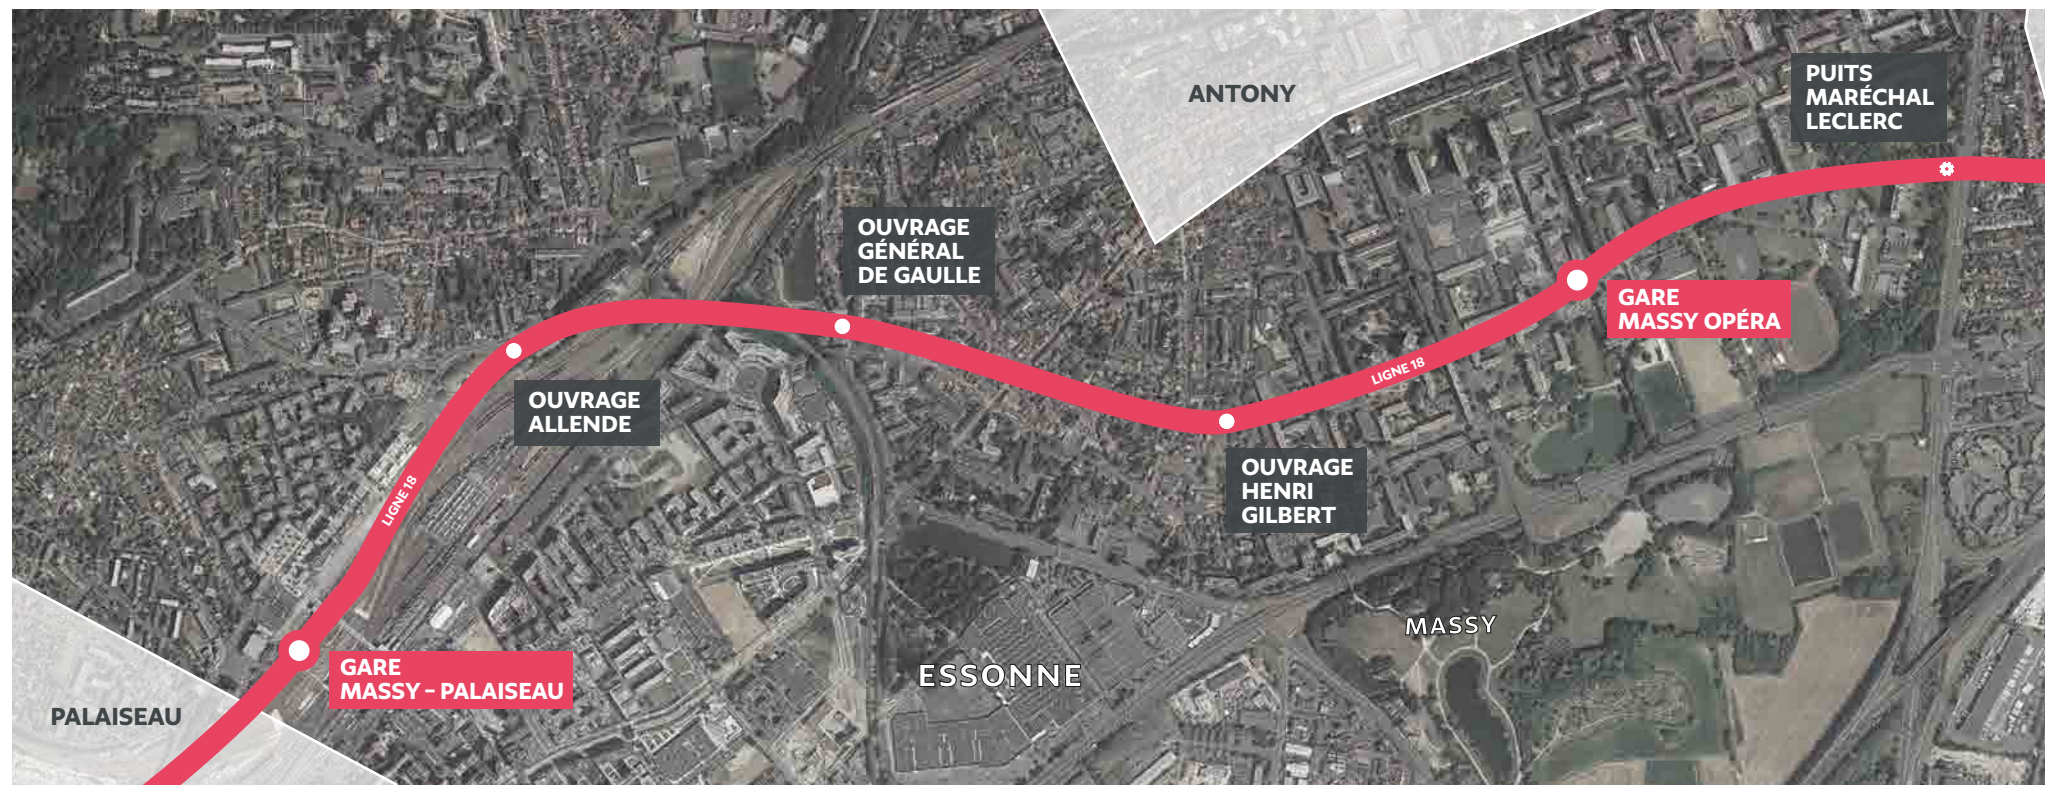 ANTONY
PUITS
MARÉCHAL
LECLERC
OUVRAGE
GÉNÉRAL
DE GAULLE
GARE
MASSY OPÉRA
LIGNE 18
OUVRAGE
ALLENDE
OUVRAGE
HENRI
GILBERT
LIGNE 18
MASSY
ESSONNE
GARE
MASSY – PALAISEAU
PALAISEAU